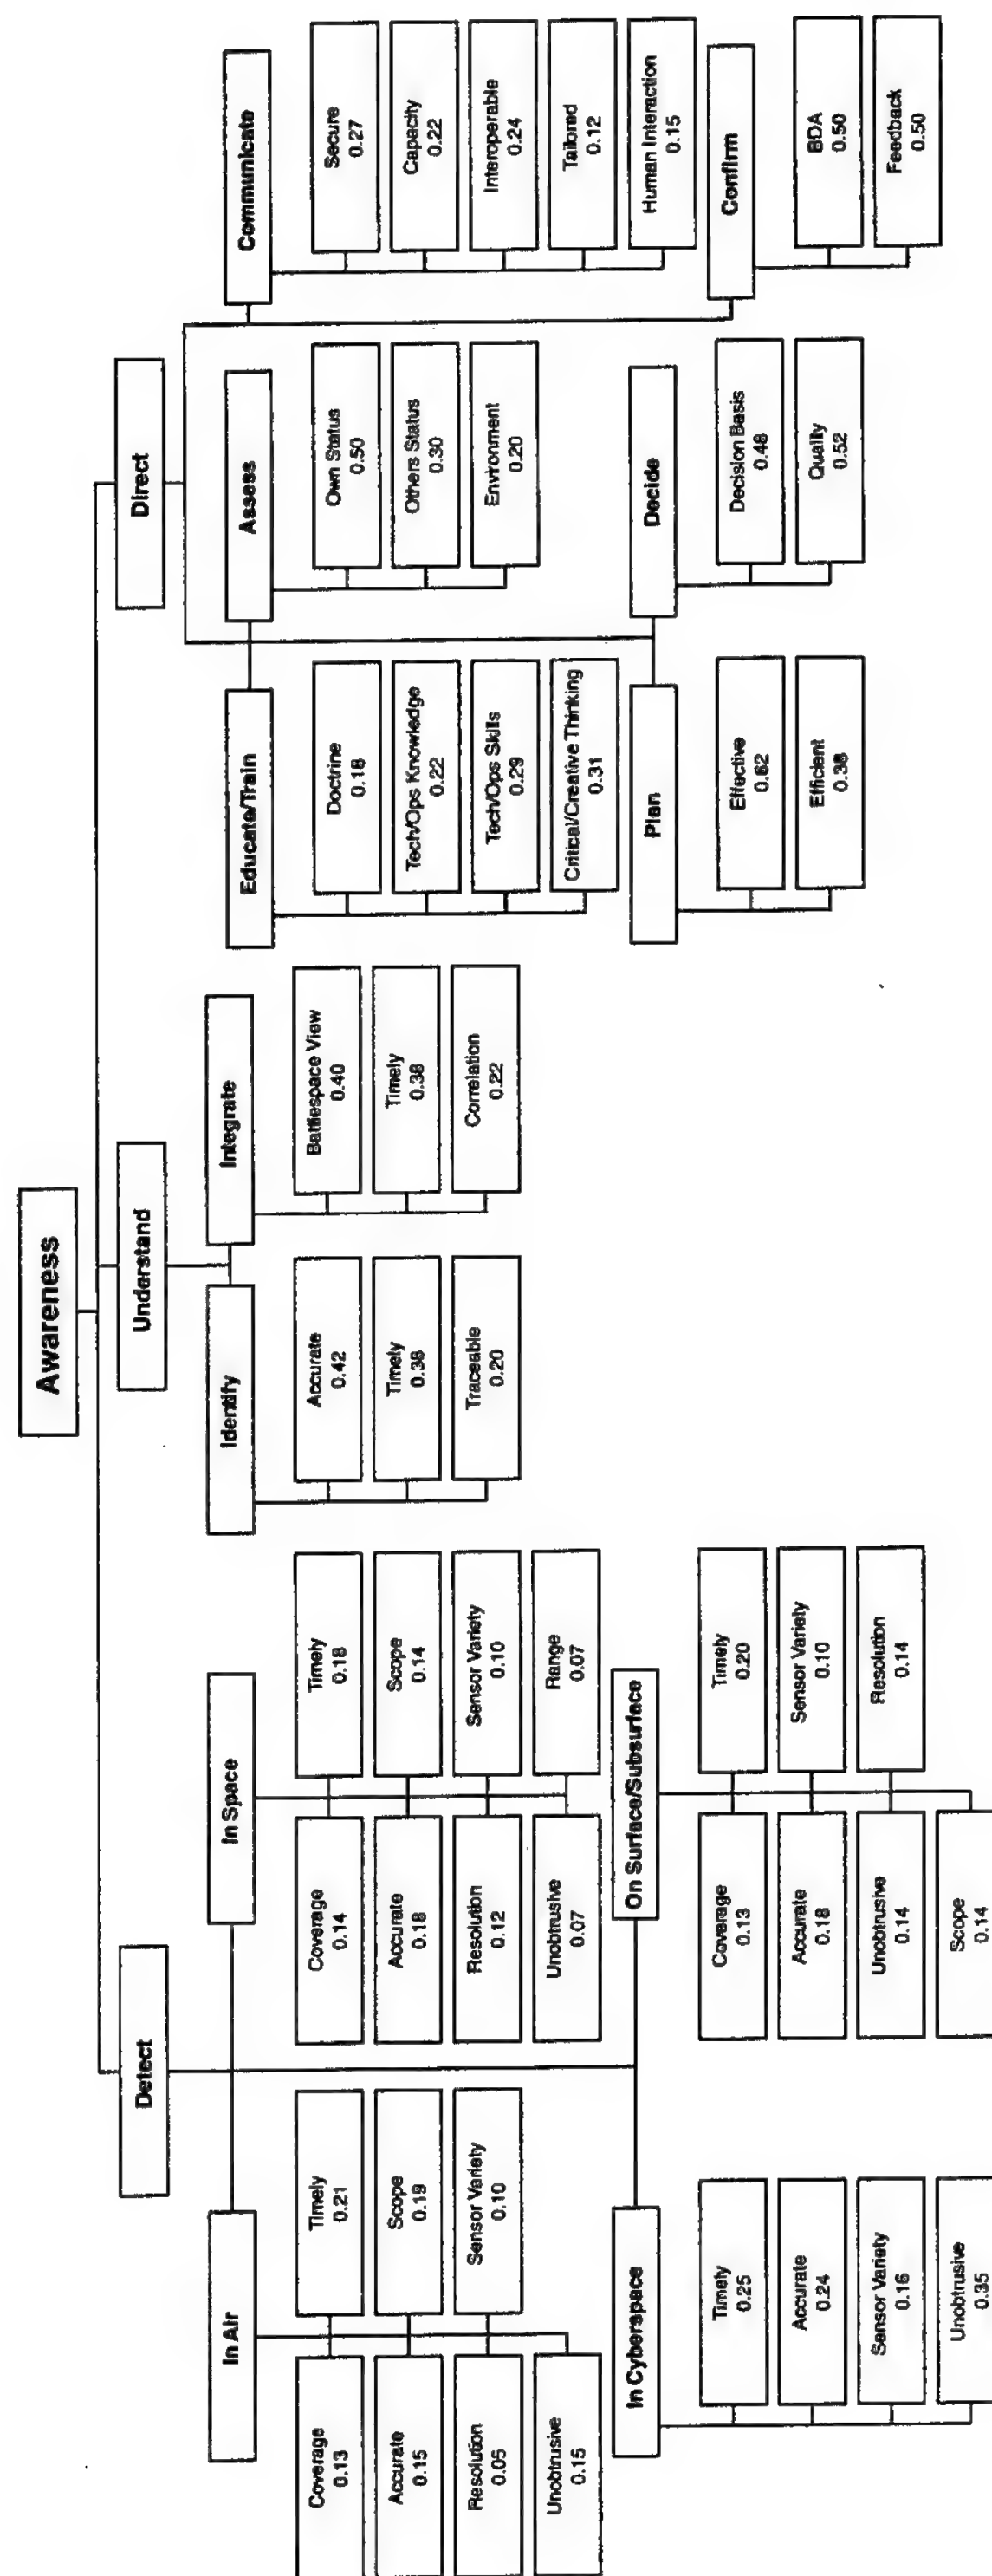 Awareness
Detect
Understand
Direct
In Air
Coverage
0.13
Timely
0.21
Accurate
0.15
Scope
0.19
Resolution
0.05
Sensor Variety
0.10
Unobtrusive
0.15
In Space
Coverage
0.14
Timely
0.18
Accurate
0.18
Scope
0.14
Resolution
0.12
Sensor Variety
0.10
Unobtrusive
0.07
Range
0.07
In Cyberspace
Timely
0.25
Accurate
0.24
Sensor Variety
0.16
Unobtrusive
0.35
On Surface/Subsurface
Coverage
0.13
Timely
0.20
Accurate
0.18
Sensor Variety
0.10
Unobtrusive
0.14
Resolution
0.14
Scope
0.14
Identify
Accurate
0.42
Timely
0.38
Traceable
0.20
Integrate
Battlespace View
0.40
Timely
0.38
Correlation
0.22
Educate/Train
Doctrine
0.18
Tech/Ops Knowledge
0.22
Tech/Ops Skills
0.29
Critical/Creative Thinking
0.31
Assess
Own Status
0.50
Others Status
0.30
Environment
0.20
Communicate
Secure
0.27
Capacity
0.22
Interoperable
0.24
Tailored
0.12
Human Interaction
0.15
Plan
Effective
0.62
Efficient
0.38
Decide
Decision Basis
0.48
Quality
0.52
Confirm
BDA
0.50
Feedback
0.50